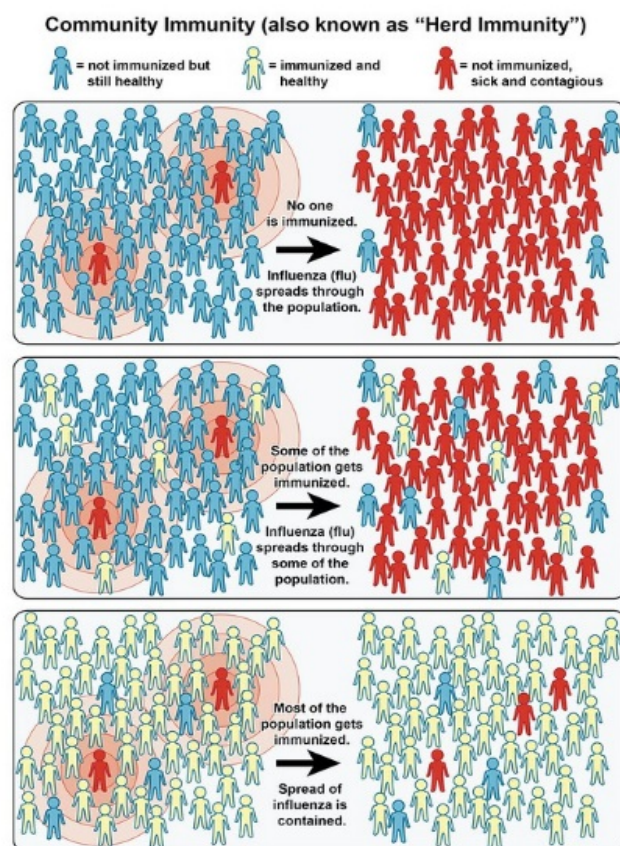 Community Immunity (also known as “Herd Immunity”)
= not immunized but
still healthy
= immunized and
healthy
= not immunized,
sick and contagious
No one
is immunized.
Influenza (flu)
spreads through
the population.
Some of the
population gets
immunized.
Influenza (flu)
spreads through
some of the
population.
Most of the
population gets
immunized.
Spread of
influenza is
contained.